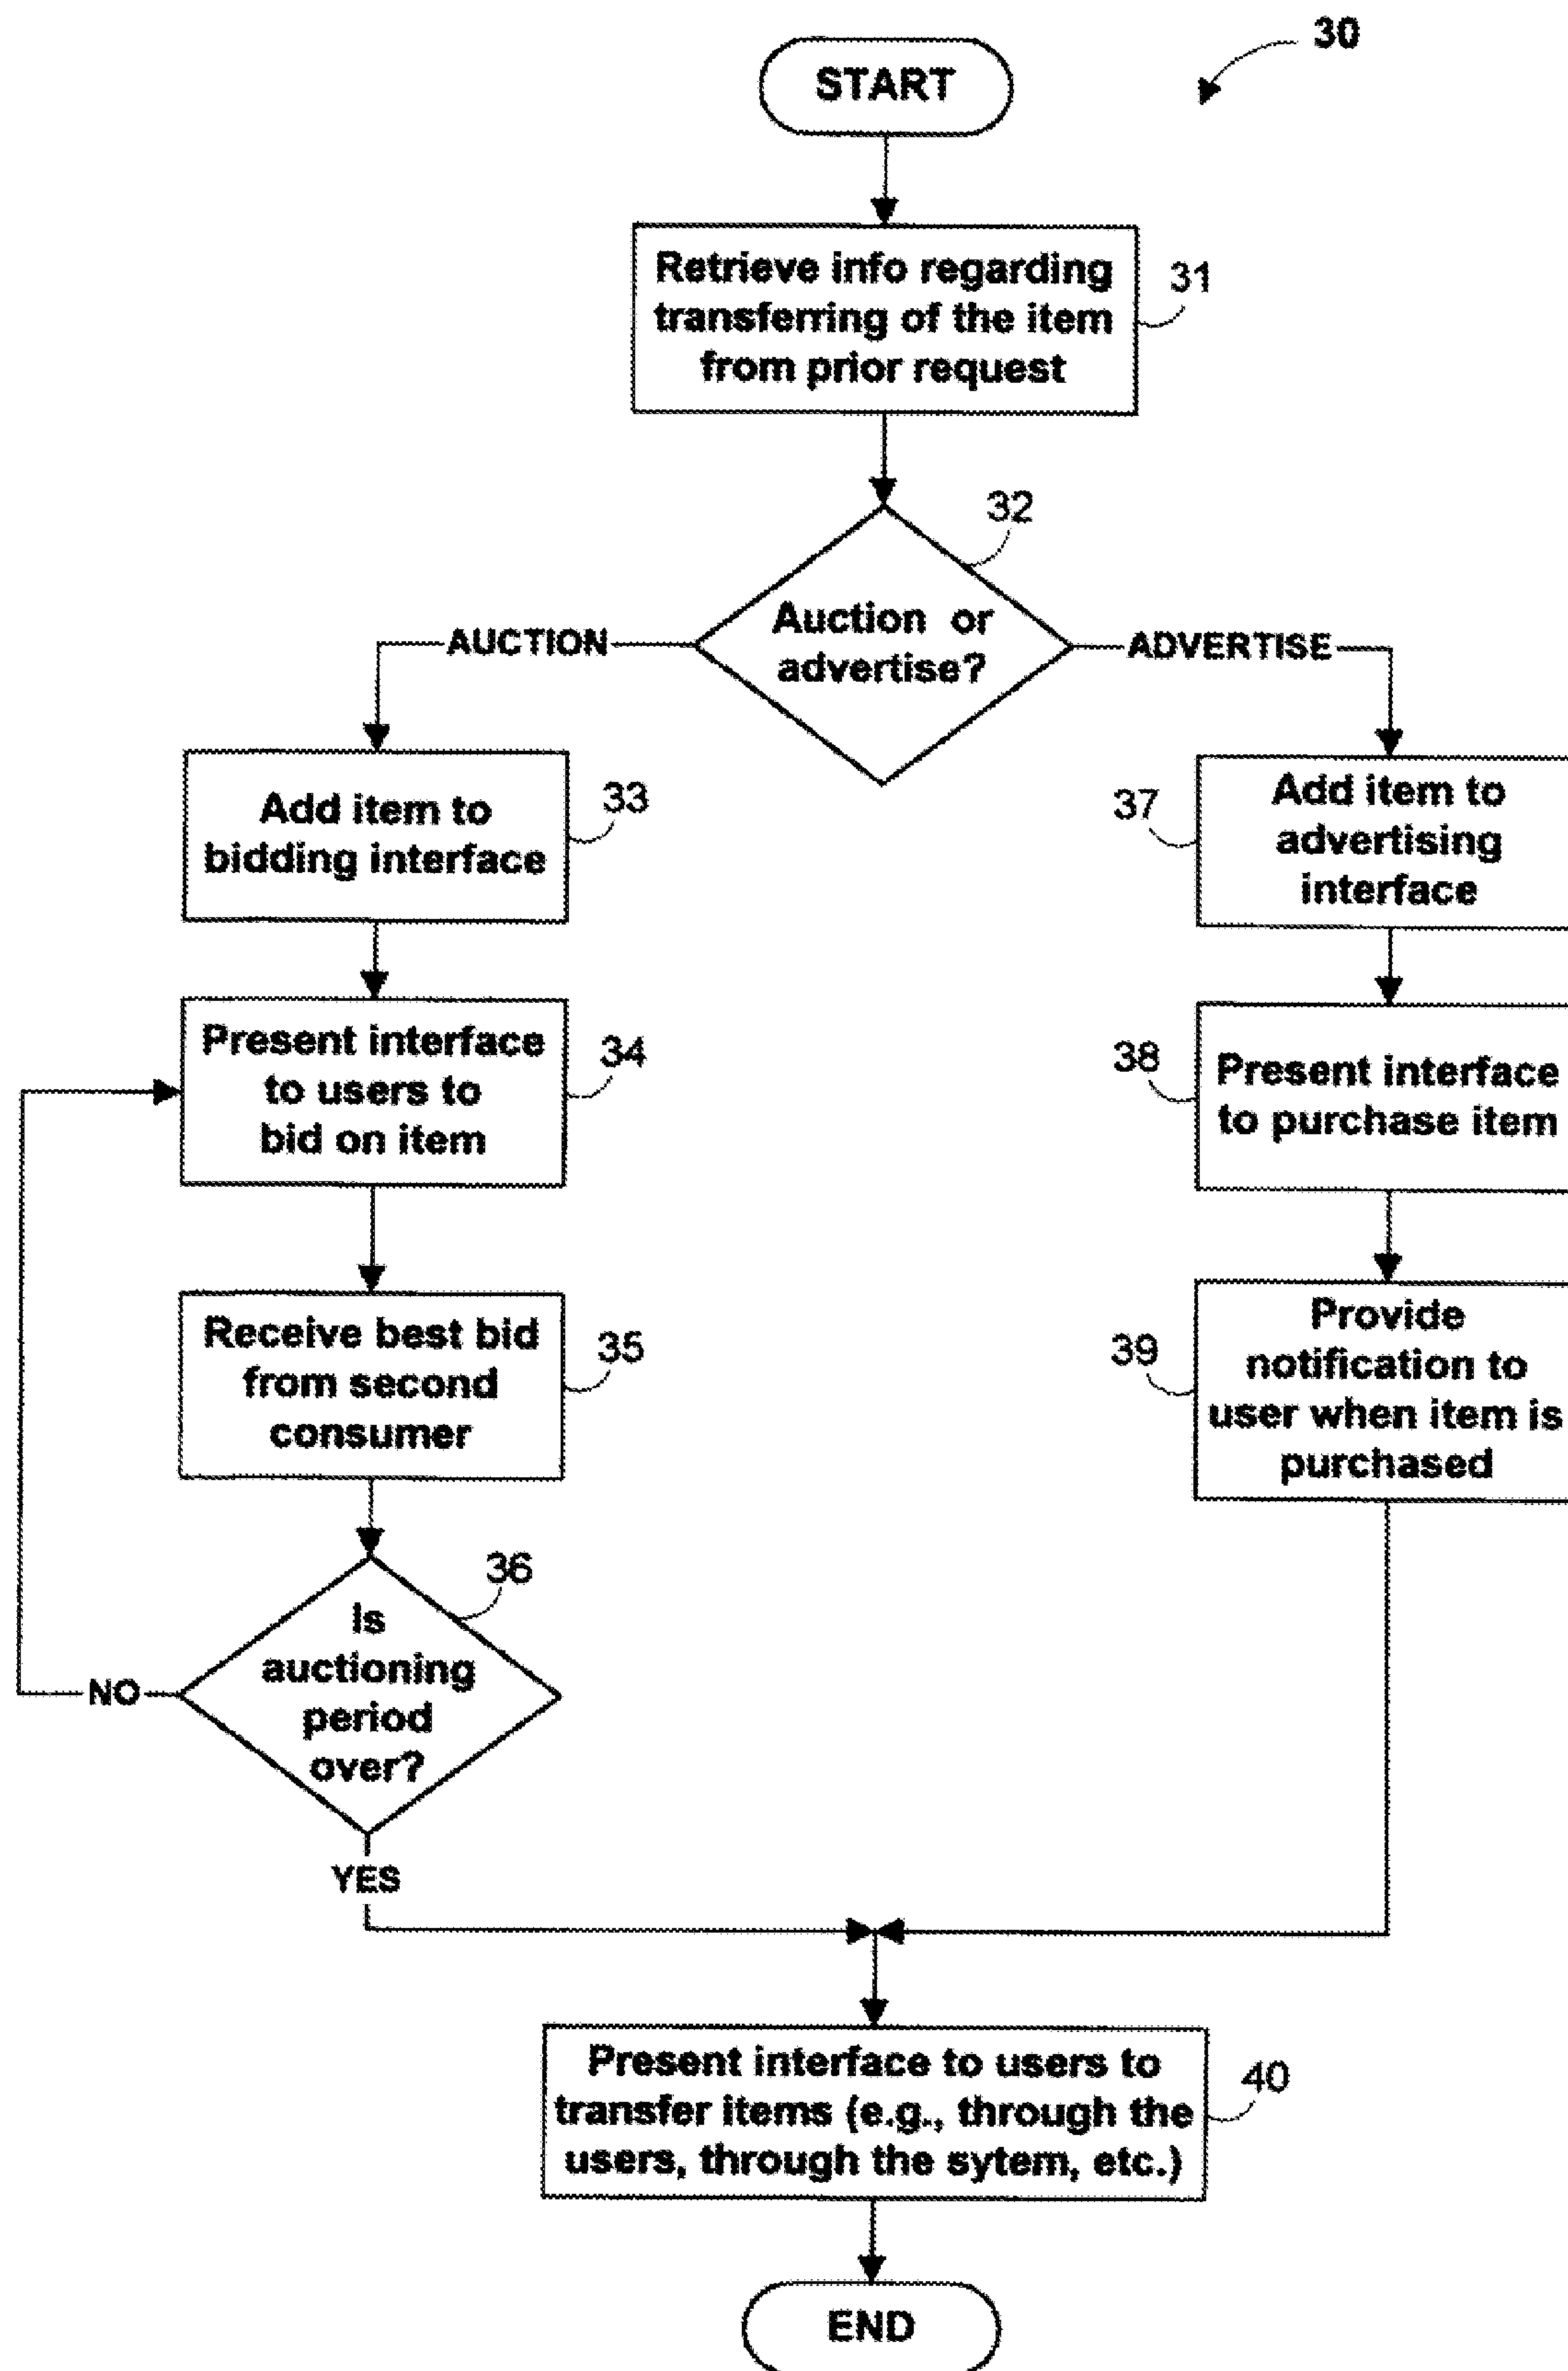 30
START
Retrieve info regarding
transferring of the item
from prior request
31
32
Auction or
advertise?
AUCTION
ADVERTISE
Add item to
bidding interface
33
37
Add item to
advertising
interface
Present interface
to users to
bid on item
34
38
Present interface
to purchase item
Receive best bid
from second
consumer
35
39
Provide
notification to
user when item is
purchased
36
Is
auctioning
period
over?
NO
YES
Present interface to users to
transfer items (e.g., through the
users, through the sytem, etc.)
40
END